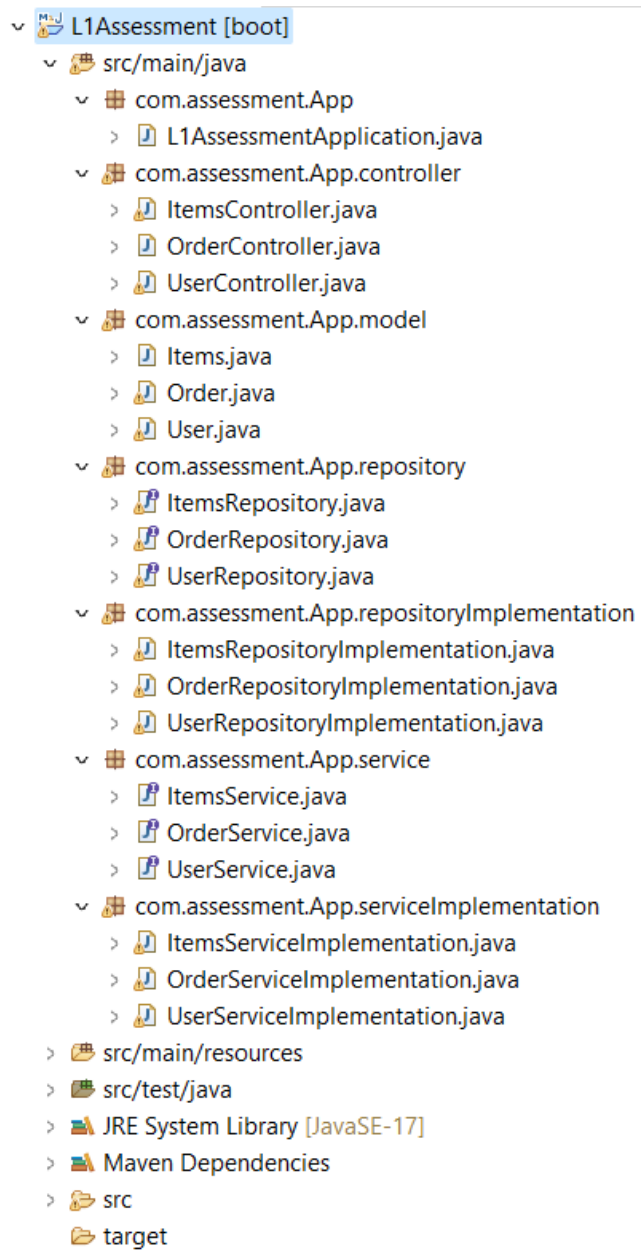 L1Assessment [boot]
src/main/java
com.assessment.App
L1AssessmentApplication.java
com.assessment.App.controller
ItemsController.java
OrderController.java
UserController.java
com.assessment.App.model
Items.java
Order.java
User.java
com.assessment.App.repository
ItemsRepository.java
OrderRepository.java
UserRepository.java
com.assessment.App.repositoryImplementation
ItemsRepositoryImplementation.java
OrderRepositoryImplementation.java
UserRepositoryImplementation.java
com.assessment.App.service
ItemsService.java
OrderService.java
UserService.java
com.assessment.App.serviceImplementation
ItemsServiceImplementation.java
OrderServiceImplementation.java
UserServiceImplementation.java
src/main/resources
src/test/java
JRE System Library [JavaSE-17]
Maven Dependencies
src
target